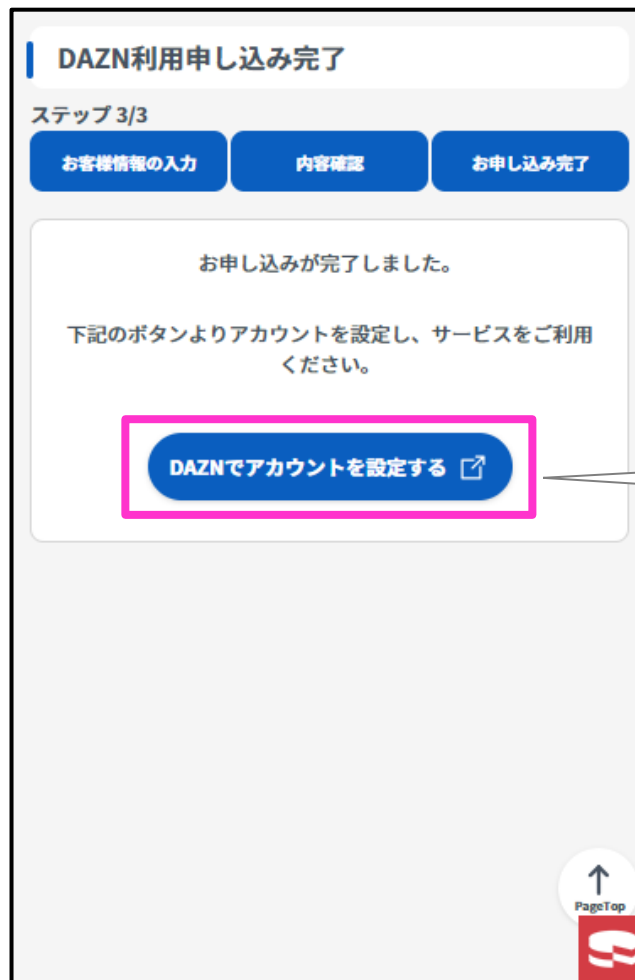 DAZN利用申し込み完了
ステップ 3/3
お客様情報の入力
内容確認
お申し込み完了
お申し込みが完了しました。
下記のボタンよりアカウントを設定し、サービスをご利用
ください。
DAZNでアカウントを設定する
PageTop